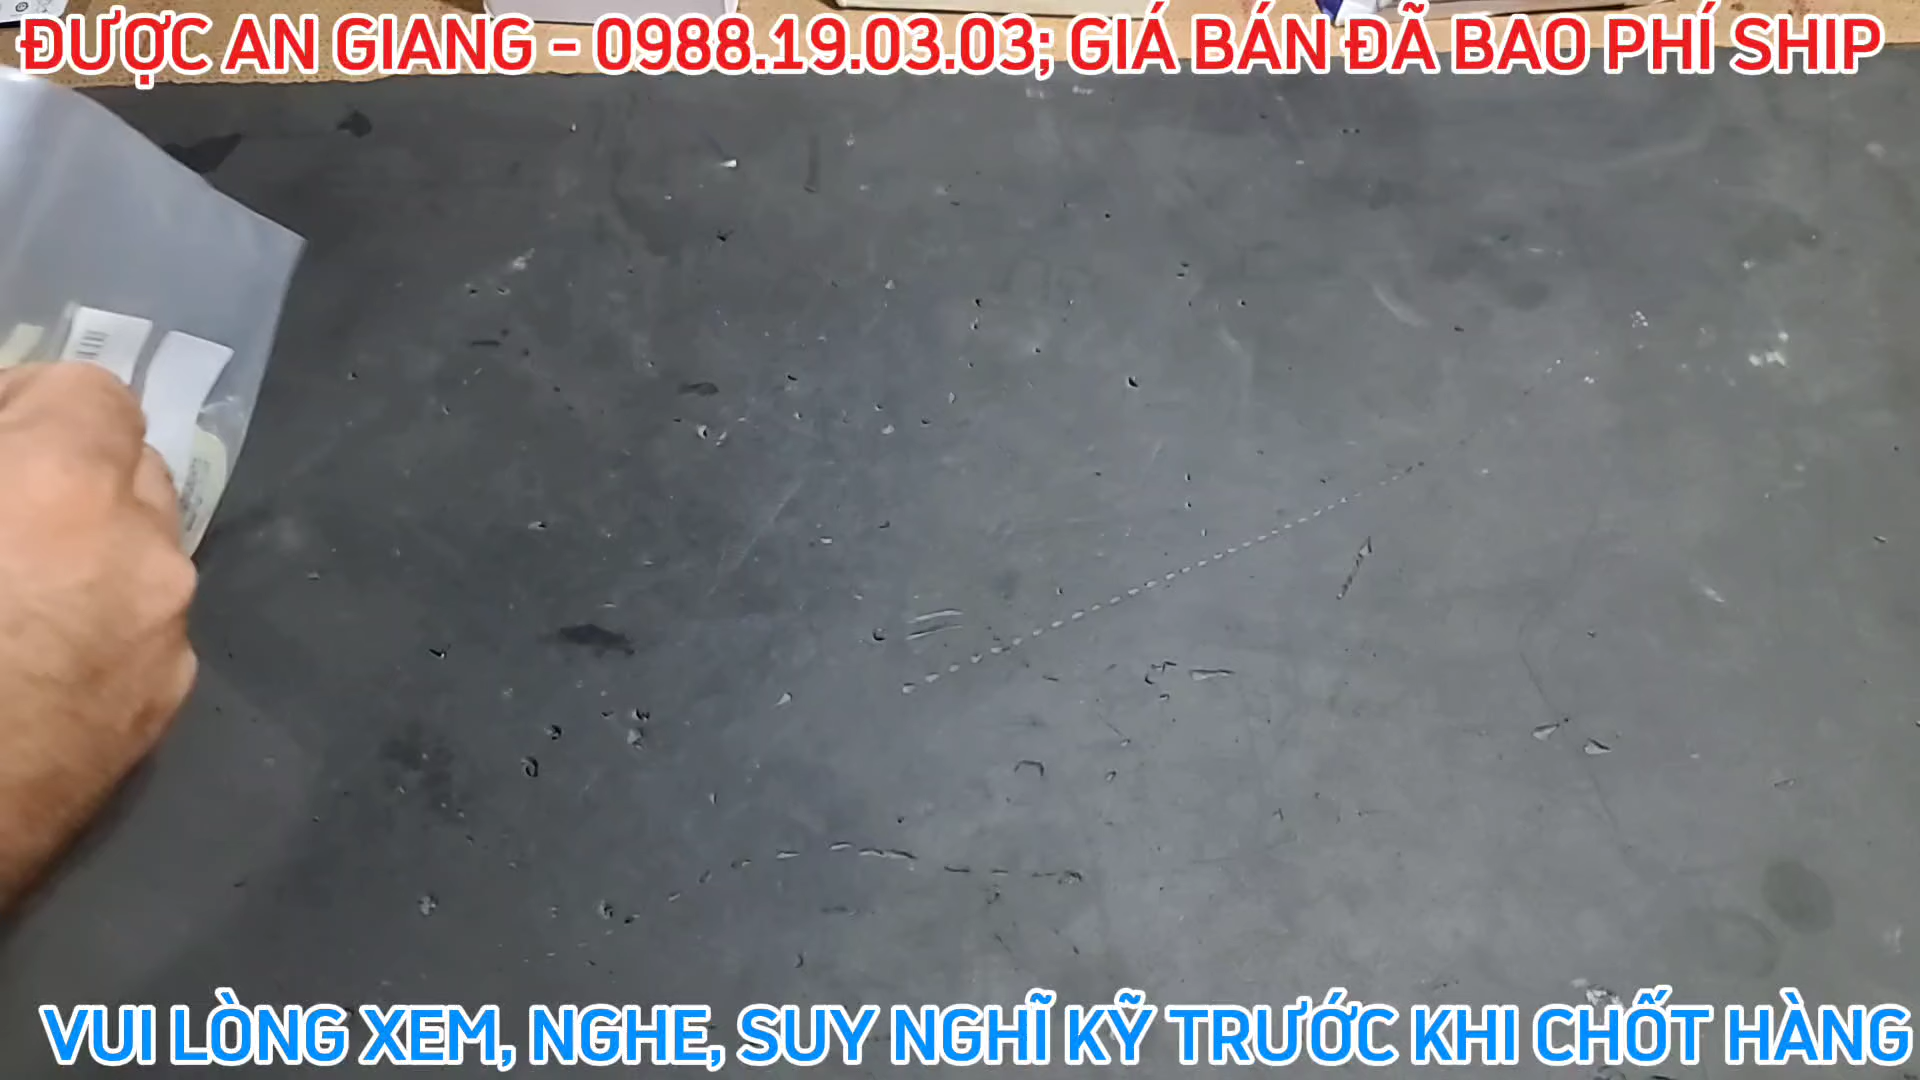 ĐƯỢC AN GIANG - 0988.19.03.03; GIÁ BÁN ĐÃ BAO PHÍ SHIP
VUI LÒNG XEM, NGHE, SUY NGHĨ KỸ TRƯỚC KHI CHỐT HÀNG